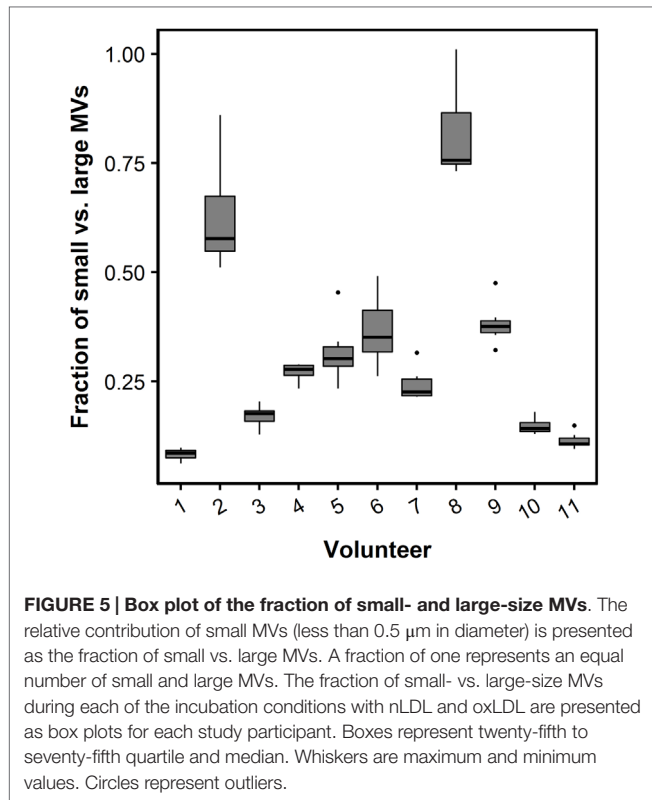 Fraction of small vs. large MVs
1.00
0.75
0.50
0.25
1 2 3 4 5 6 7 8 9 10 11
Volunteer
FIGURE 5 | Box plot of the fraction of small- and large-size MVs. The
relative contribution of small MVs (less than 0.5 μm in diameter) is presented
as the fraction of small vs. large MVs. A fraction of one represents an equal
number of small and large MVs. The fraction of small- vs. large-size MVs
during each of the incubation conditions with nLDL and oxLDL are presented
as box plots for each study participant. Boxes represent twenty-fifth to
seventy-fifth quartile and median. Whiskers are maximum and minimum
values. Circles represent outliers.